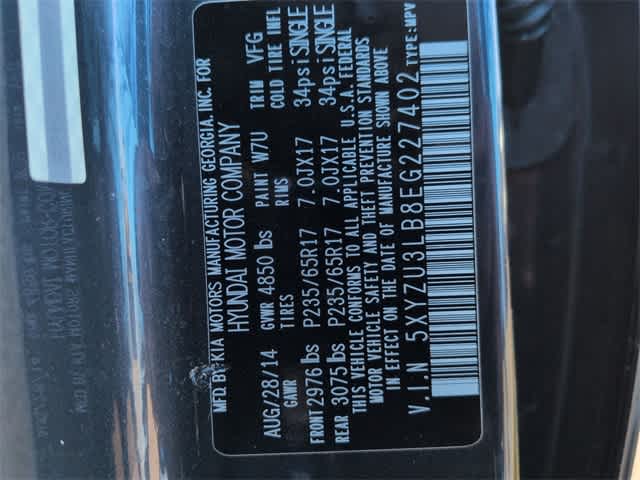 MFD BY KIA MOTORS MANUFACTURING GEORGIA, INC. FOR
HYUNDAI MOTOR COMPANY
AUG/28/14 GVWR 4850 lbs PAINT W7U TRIM VFG
GAWR TIRES RIMS COLD TIRE INFL
FRONT 2976 lbs P235/65R17 7.0JX17 34psi SINGLE
REAR 3075 lbs P235/65R17 7.0JX17 34psi SINGLE
THIS VEHICLE CONFORMS TO ALL APPLICABLE U.S.A. FEDERAL
MOTOR VEHICLE SAFETY AND THEFT PREVENTION STANDARDS
IN EFFECT ON THE DATE OF MANUFACTURE SHOWN ABOVE
V.I.N 5XYZU3LB8EG227402 TYPE:MPV